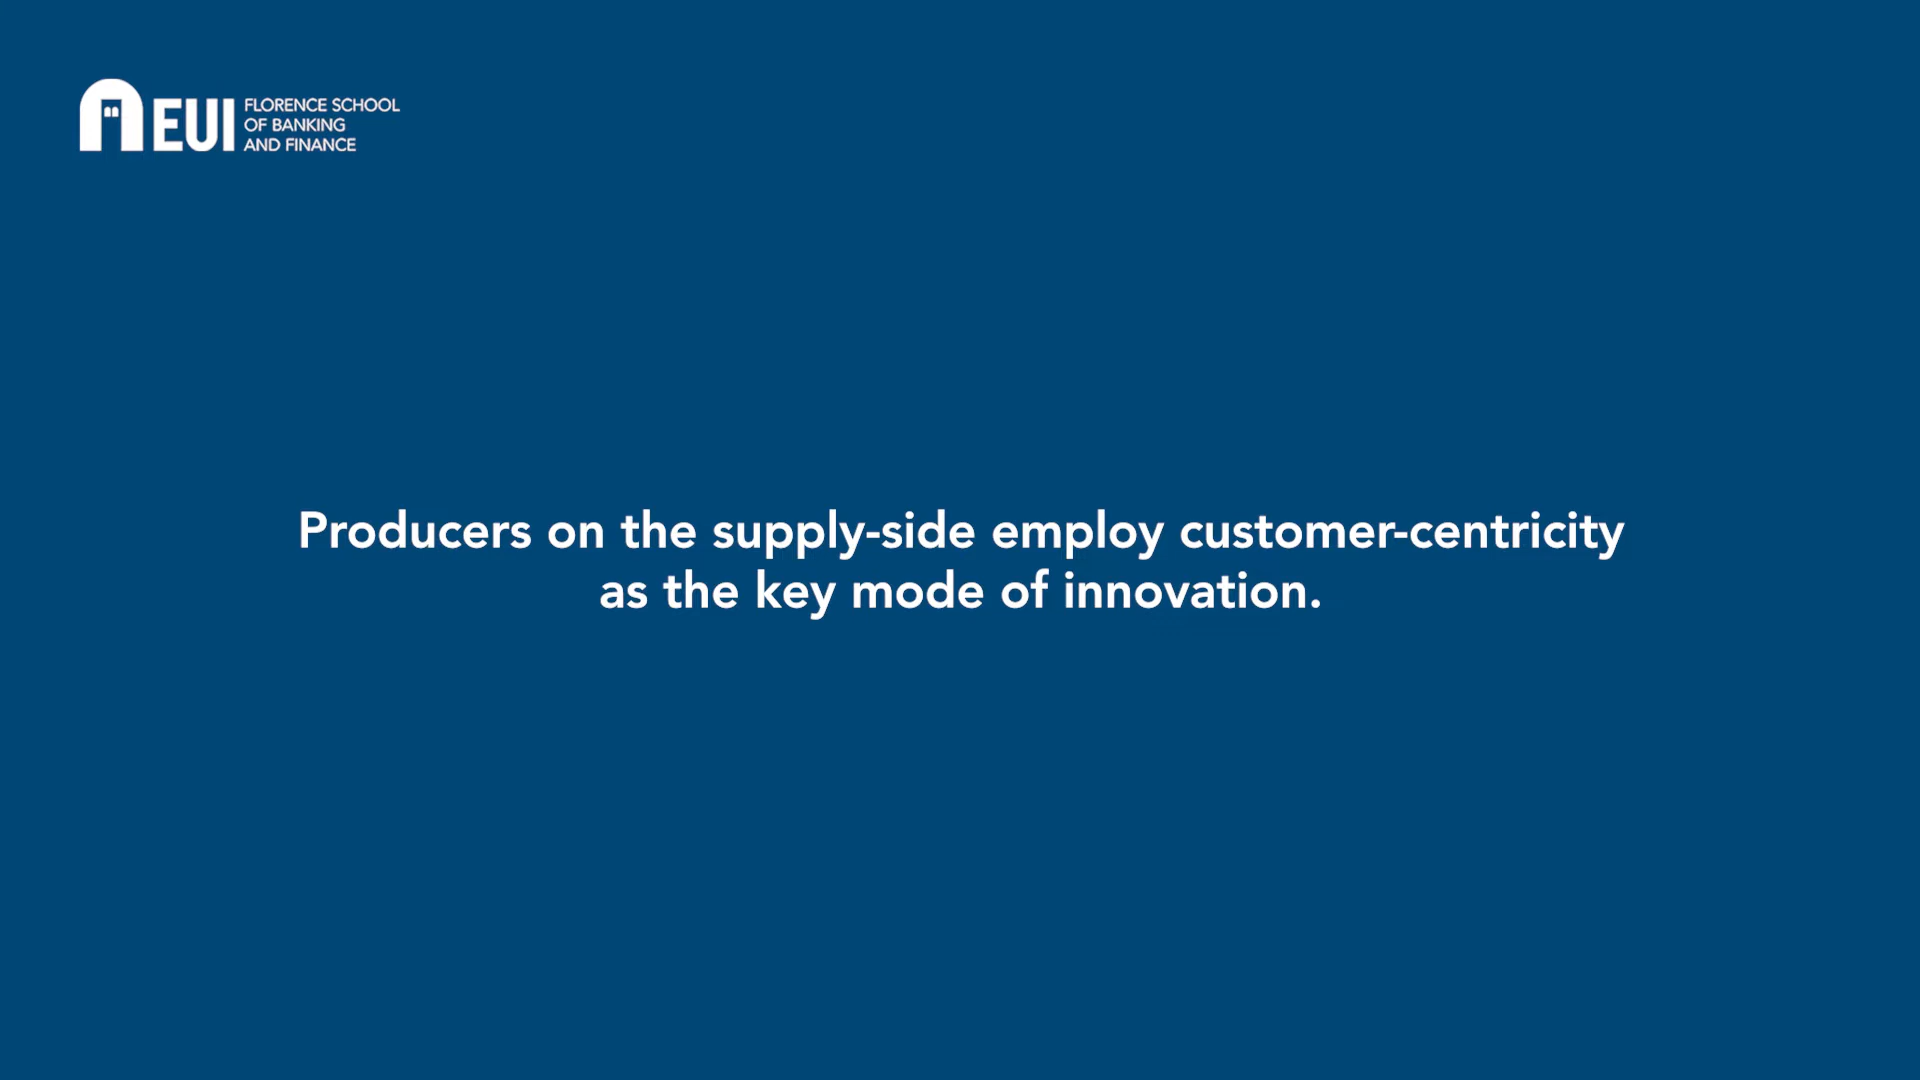 EUI
FLORENCE SCHOOL
OF BANKING
AND FINANCE
Producers on the supply-side employ customer-centricity
as the key mode of innovation.